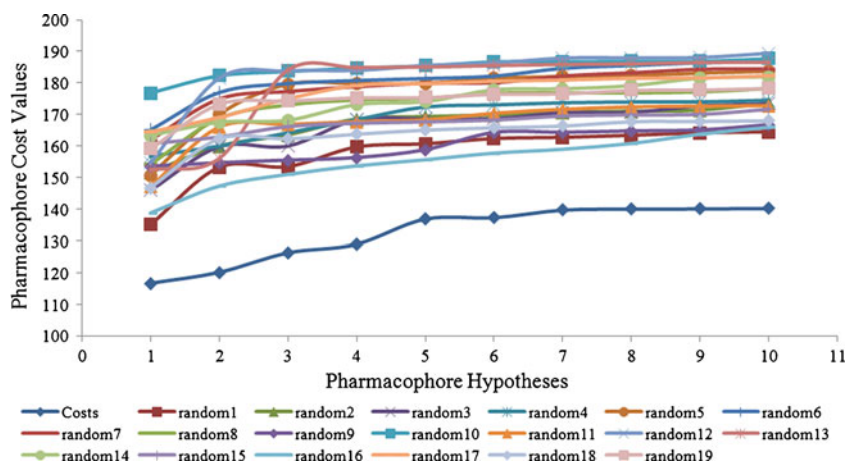 Pharmacophore Cost Values
200
190
180
170
160
150
140
130
120
110
100
0 1 2 3 4 5 6 7 8 9 10 11
Pharmacophore Hypotheses
Costs random1 random2 random3 random4 random5 random6
random7 random8 random9 random10 random11 random12 random13
random14 random15 random16 random17 random18 random19